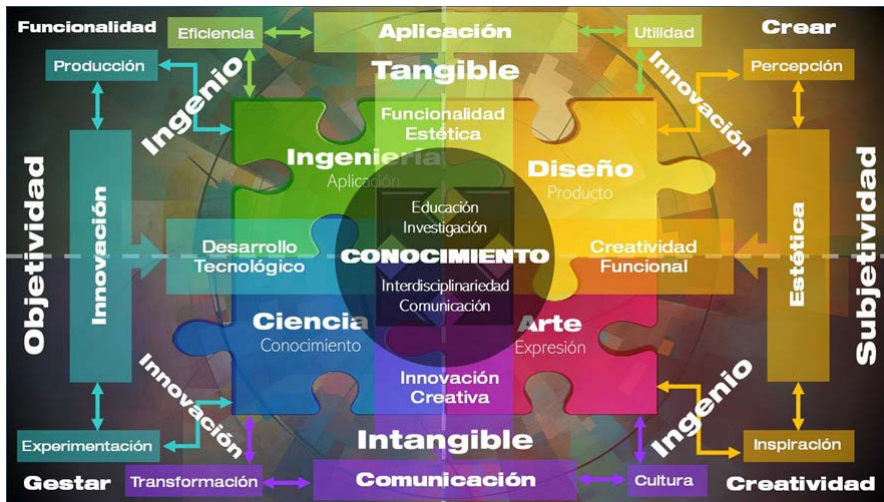 Funcionalidad
Eficiencia
Aplicación
Utilidad
Crear
Producción
Ingenio
Tangible
Innovación
Percepción
Funcionalidad
Estética
Ingeniería
Aplicación
Diseño
Producto
Objetividad
Innovación
Desarrollo
Tecnológico
Educación
Investigación
CONOCIMIENTO
Interdisciplinariedad
Comunicación
Creatividad
Funcional
Estética
Subjetividad
Ciencia
Conocimiento
Arte
Expresión
Innovación
Innovación
Creativa
Ingenio
Experimentación
Intangible
Inspiración
Gestar
Transformación
Comunicación
Cultura
Creatividad